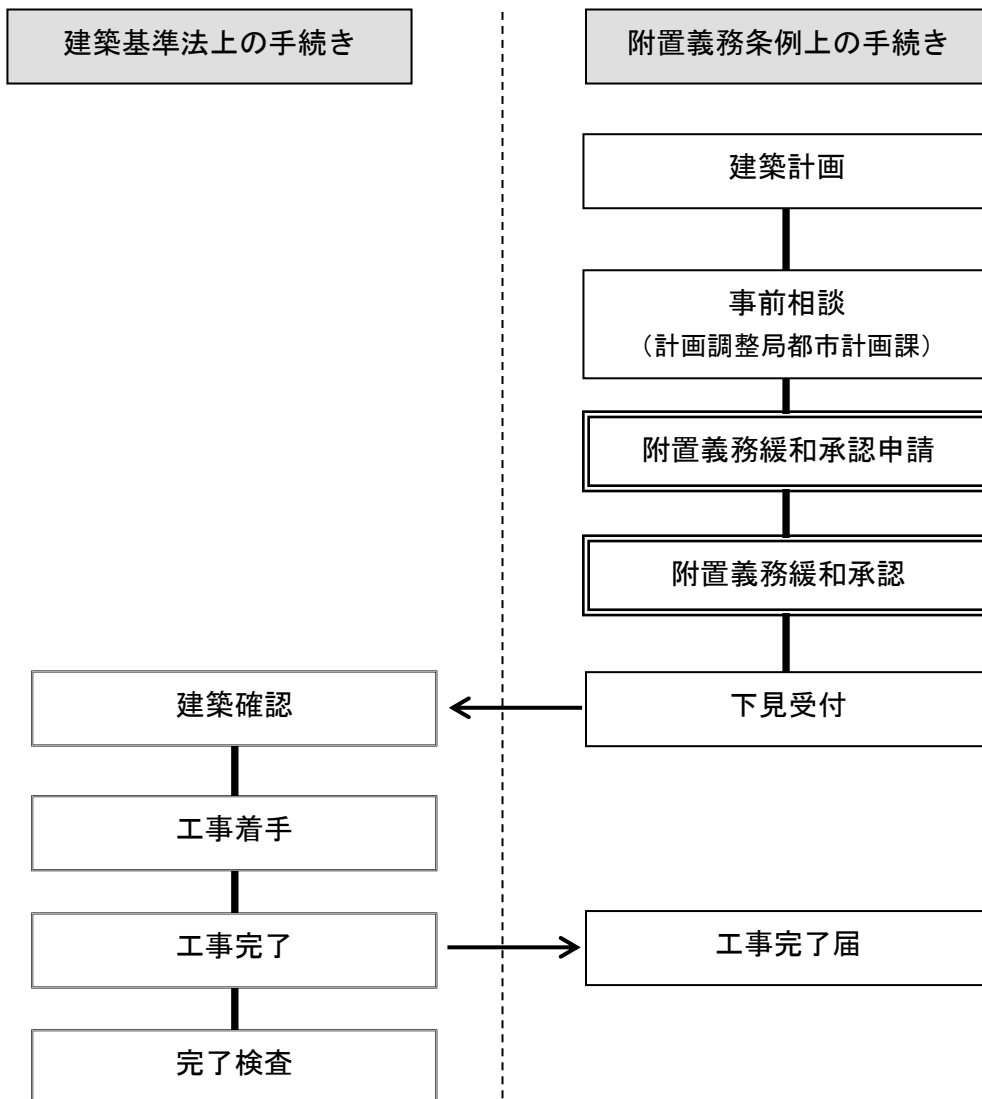 建築基準法上の手続き
附置義務条例上の手続き
建築計画
事前相談
（計画調整局都市計画課）
附置義務緩和承認申請
附置義務緩和承認
建築確認
下見受付
工事着手
工事完了
工事完了届
完了検査